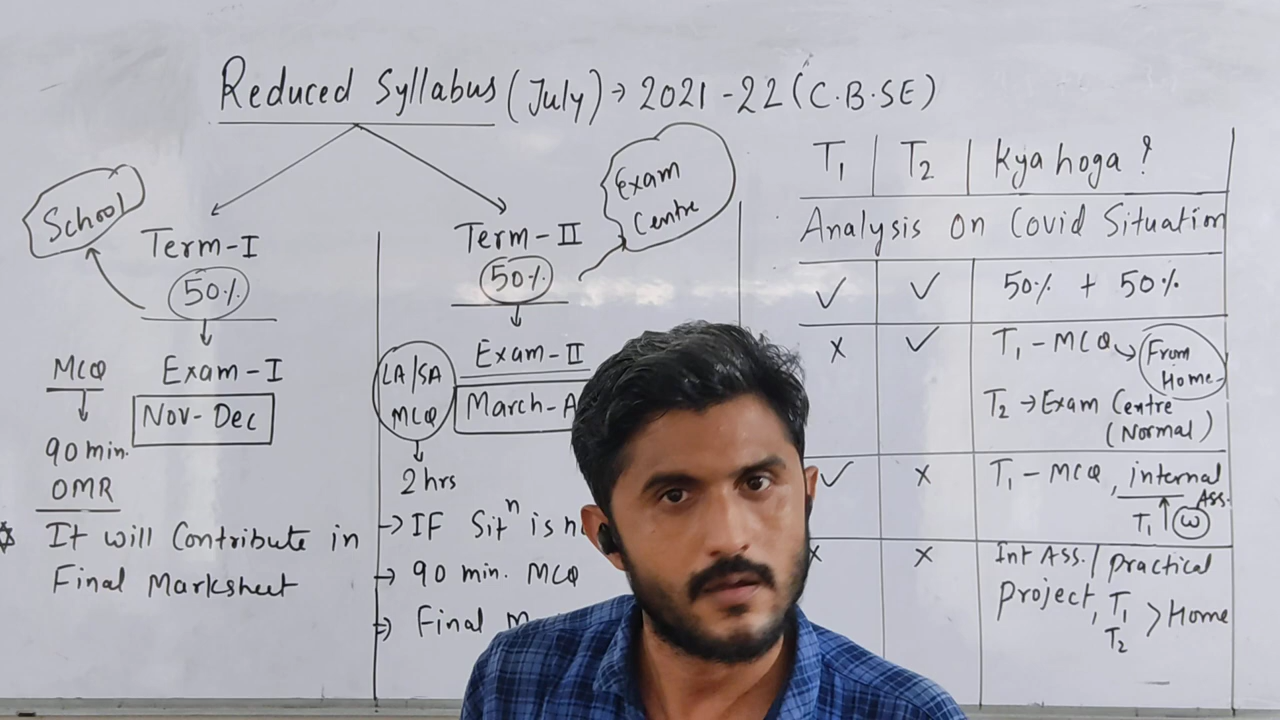 Reduced Syllabus (July) → 2021-22 (C.B.SE)
School
Term-I
50%
MCQ
Exam-I
Nov-Dec
90 min.
OMR
It will Contribute in
Final Marksheet
Exam
Centre
Term-II
50%
LA/SA
MCQ
Exam-II
March-A
2 hrs
→ IF Sitⁿ is
→ 90 min. MCQ
→ Final
T₁ | T₂ | Kya hoga ?
Analysis on Covid Situation
✓ ✓ 50% + 50%
x ✓ T₁ - MCQ → From
Home
T₂ → Exam Centre
(Normal)
✓ x T₁ - MCQ, internal
Ass.
T₁ ↑ W
x x Int Ass./ practical
Project, T₁
T₂ > Home